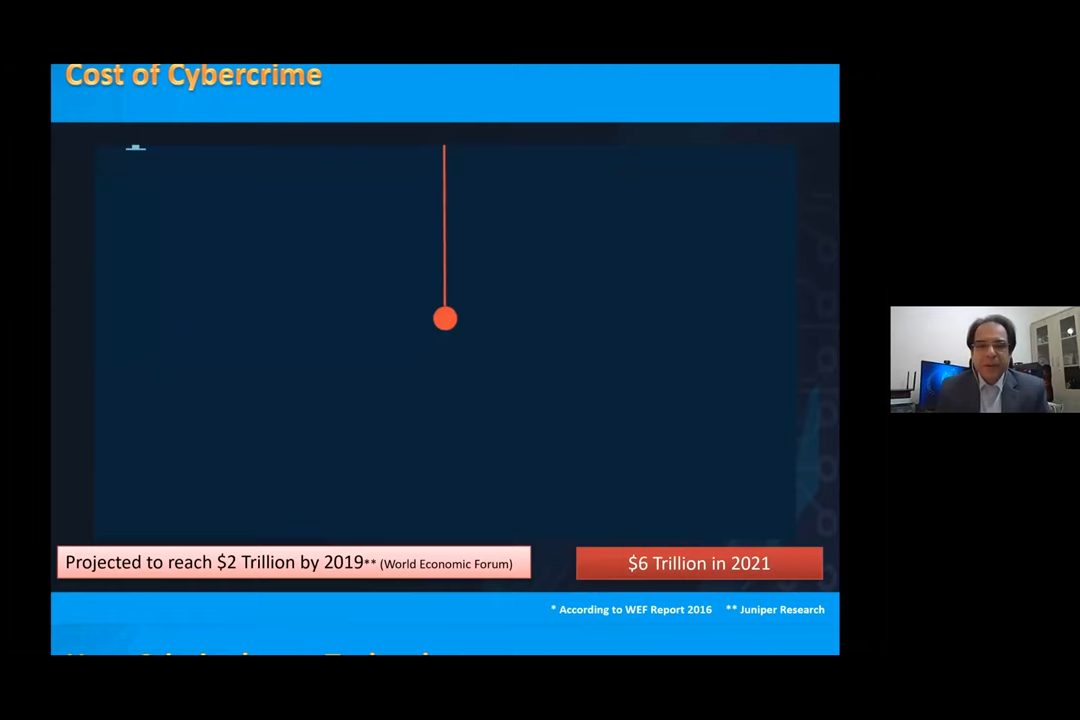 Cost of Cybercrime
Projected to reach $2 Trillion by 2019** (World Economic Forum)
$6 Trillion in 2021
* According to WEF Report 2016 ** Juniper Research